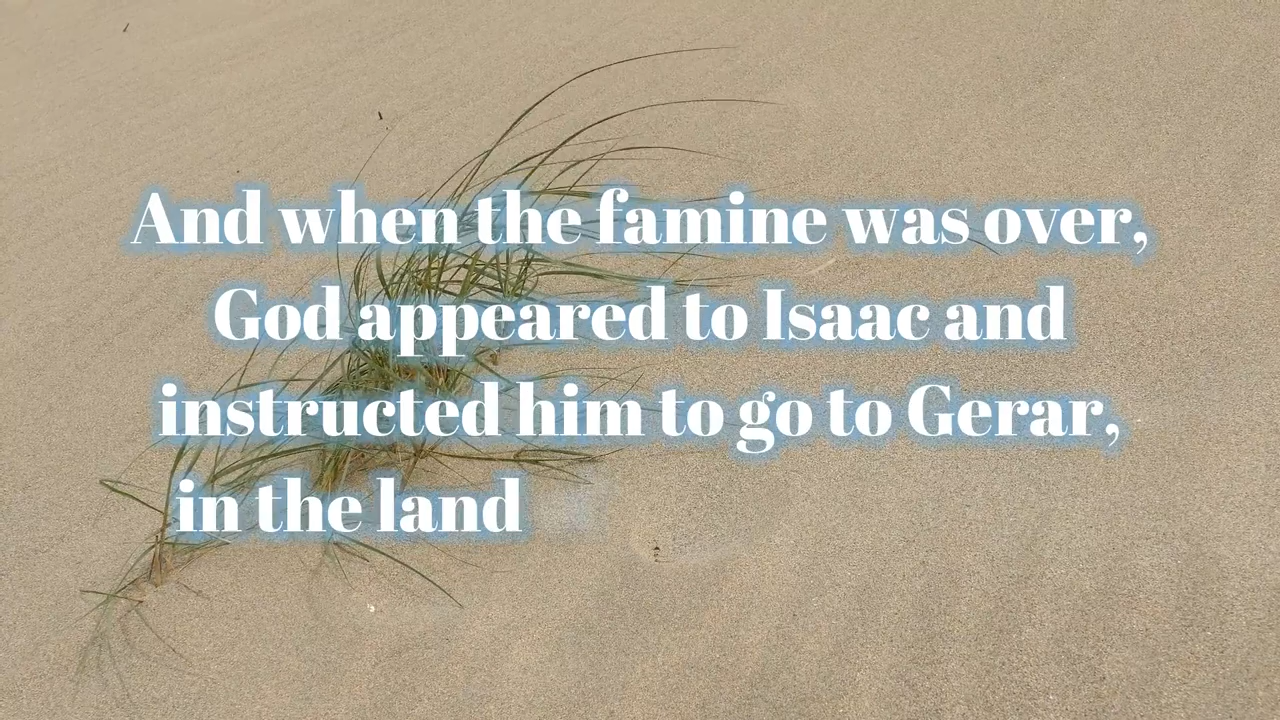 And when the famine was over,
God appeared to Isaac and
instructed him to go to Gerar,
in the land